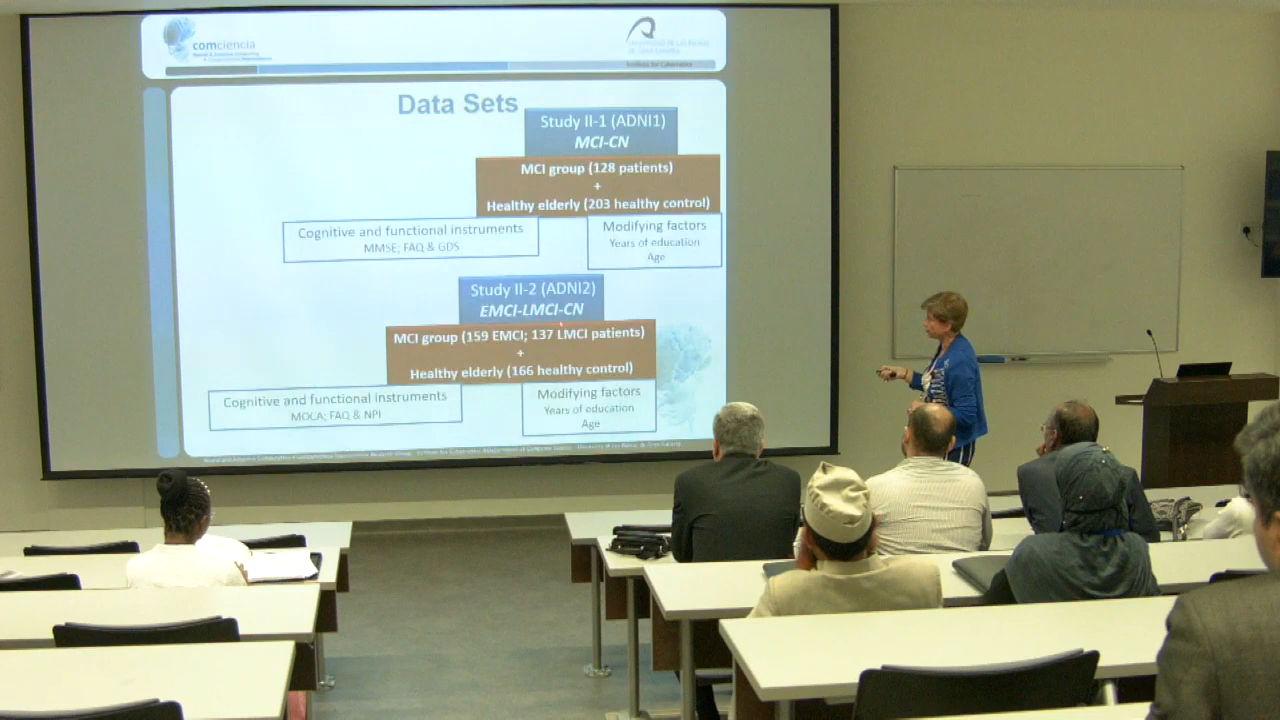 comciencia
Data Sets
Study II-1 (ADNI1)
MCI-CN
MCI group (128 patients)
+
Healthy elderly (203 healthy control)
Cognitive and functional instruments
MMSE; FAQ & GDS
Modifying factors
Years of education
Age
Study II-2 (ADNI2)
EMCI-LMCI-CN
MCI group (159 EMCI; 137 LMCI patients)
+
Healthy elderly (166 healthy control)
Cognitive and functional instruments
MOCA; FAQ & NPI
Modifying factors
Years of education
Age